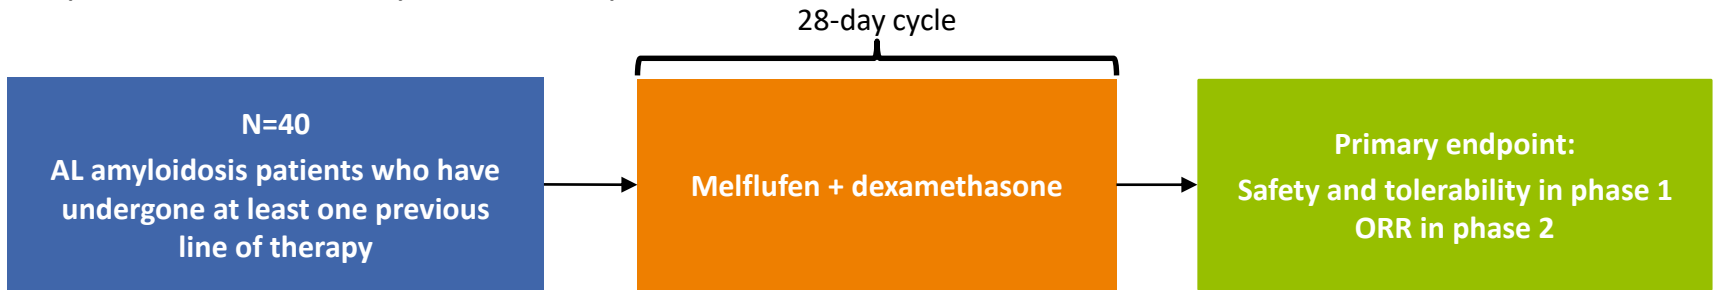 28-day cycle
N=40
AL amyloidosis patients who have
undergone at least one previous
line of therapy
Melflufen + dexamethasone
Primary endpoint:
Safety and tolerability in phase 1
ORR in phase 2